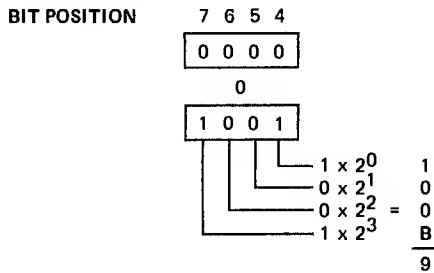 BIT POSITION 7 6 5 4
0 0 0 0
0
1 0 0 1
1 x 2^0 1
0 x 2^1 0
0 x 2^2 = 0
1 x 2^3 B
9